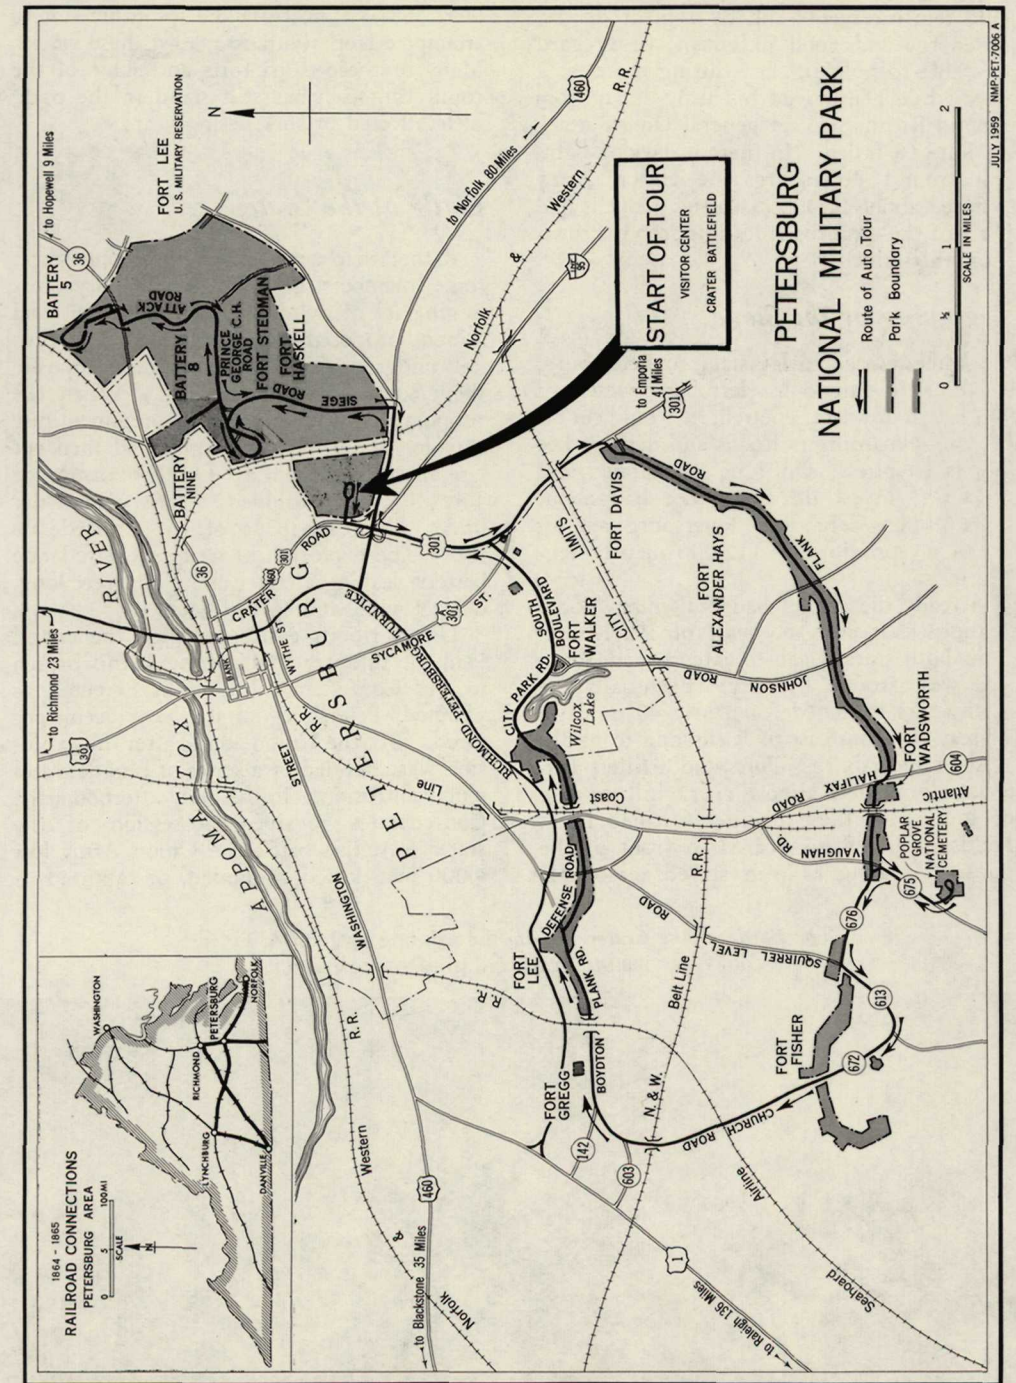 1864 - 1865
RAILROAD CONNECTIONS
PETERSBURG AREA
0 5 100 MI
SCALE
N
WASHINGTON
RICHMOND
PETERSBURG
NORFOLK
LYNCHBURG
DANVILLE
to Richmond 23 Miles
301
to Hopewell 9 Miles
36
BATTERY
5
FORT LEE
U. S. MILITARY RESERVATION
N
ATTACK
ROAD
BATTERY
8
PRINCE
GEORGE C.H.
ROAD
FORT STEDMAN
FORT
HASKELL
SIEGE
ROAD
BATTERY
NINE
APPOMATTOX
RIVER
36
460
301
CRATER
ROAD
BANK
WYTHE ST.
PETERSBURG
WASHINGTON
STREET
R.R.
Line
Coast
Atlantic
SYCAMORE
ST.
A
301
301
RICHMOND-PETERSBURG
TURNPIKE
RICHMOND
CITY PARK RD.
SOUTH
BOULEVARD
FORT
WALKER
Wilcox
Lake
CITY
LIMITS
460
to Norfolk 80 Miles
Norfolk
&
Western
R.R.
INTERSTATE
95
START OF TOUR
VISITOR CENTER
CRATER BATTLEFIELD
to Emporia
41 Miles
301
FORT DAVIS
FLANK
ROAD
FORT
ALEXANDER HAYS
JOHNSON
ROAD
FORT
WADSWORTH
HALIFAX
ROAD
604
VAUGHAN
RD.
POPLAR
GROVE
NATIONAL
CEMETERY
675
676
SQUIRREL LEVEL
ROAD
613
672
FORT
FISHER
CHURCH
ROAD
DEFENSE ROAD
FORT
LEE
BOYDTON
PLANK RD.
FORT
GREGG
142
603
N. & W.
Belt Line
R.R.
Seaboard
Airline
R.R.
1
to Raleigh 136 Miles
460
to Blackstone 35 Miles
Norfolk
&
Western
R.R.
PETERSBURG
NATIONAL MILITARY PARK
Route of Auto Tour
Park Boundary
0 ½ 1 2
SCALE IN MILES
JULY 1959 NMP-PET-7006 A